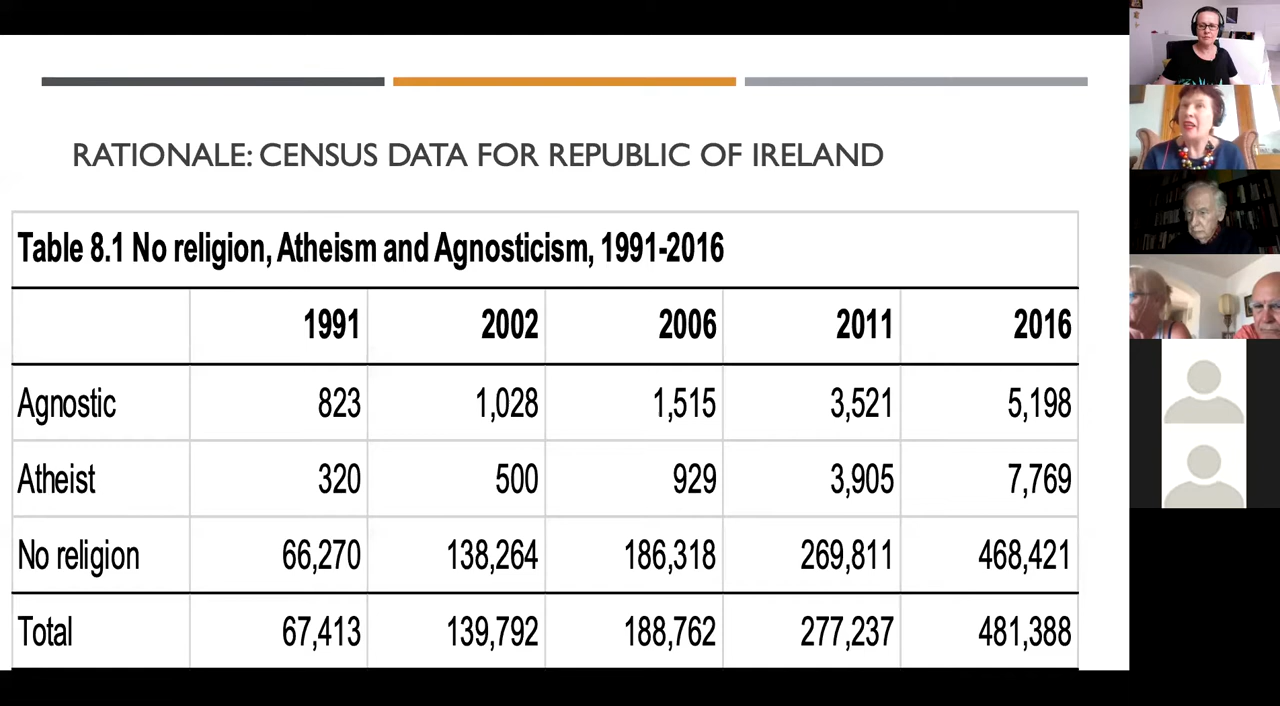 RATIONALE: CENSUS DATA FOR REPUBLIC OF IRELAND
Table 8.1 No religion, Atheism and Agnosticism, 1991-2016
1991 2002 2006 2011 2016
Agnostic 823 1,028 1,515 3,521 5,198
Atheist 320 500 929 3,905 7,769
No religion 66,270 138,264 186,318 269,811 468,421
Total 67,413 139,792 188,762 277,237 481,388